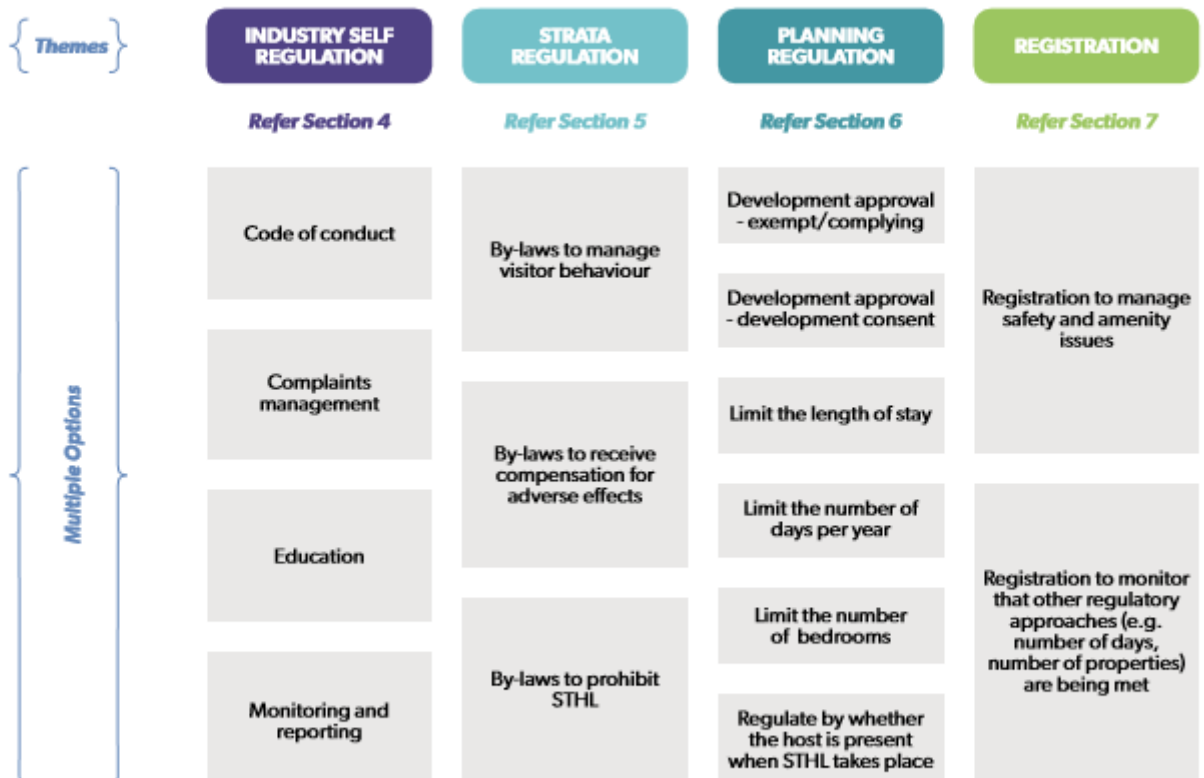 Themes
INDUSTRY SELF
REGULATION
STRATA
REGULATION
PLANNING
REGULATION
REGISTRATION
Refer Section 4
Refer Section 5
Refer Section 6
Refer Section 7
Multiple Options
Code of conduct
Complaints
management
Education
Monitoring and
reporting
By-laws to manage
visitor behaviour
By-laws to receive
compensation for
adverse effects
By-laws to prohibit
STHL
Development approval
- exempt/complying
Development approval
- development consent
Limit the length of stay
Limit the number of
days per year
Limit the number
of bedrooms
Regulate by whether
the host is present
when STHL takes place
Registration to manage
safety and amenity
issues
Registration to monitor
that other regulatory
approaches (e.g.
number of days,
number of properties)
are being met